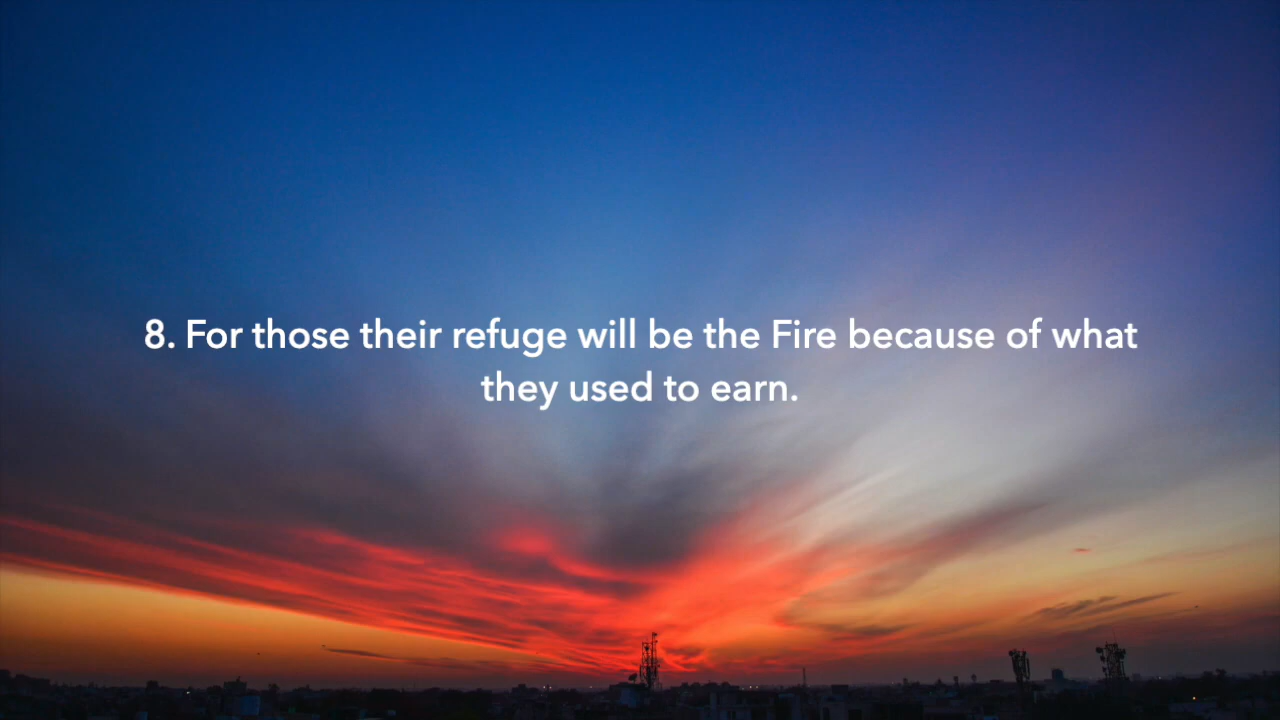 8. For those their refuge will be the Fire because of what
they used to earn.